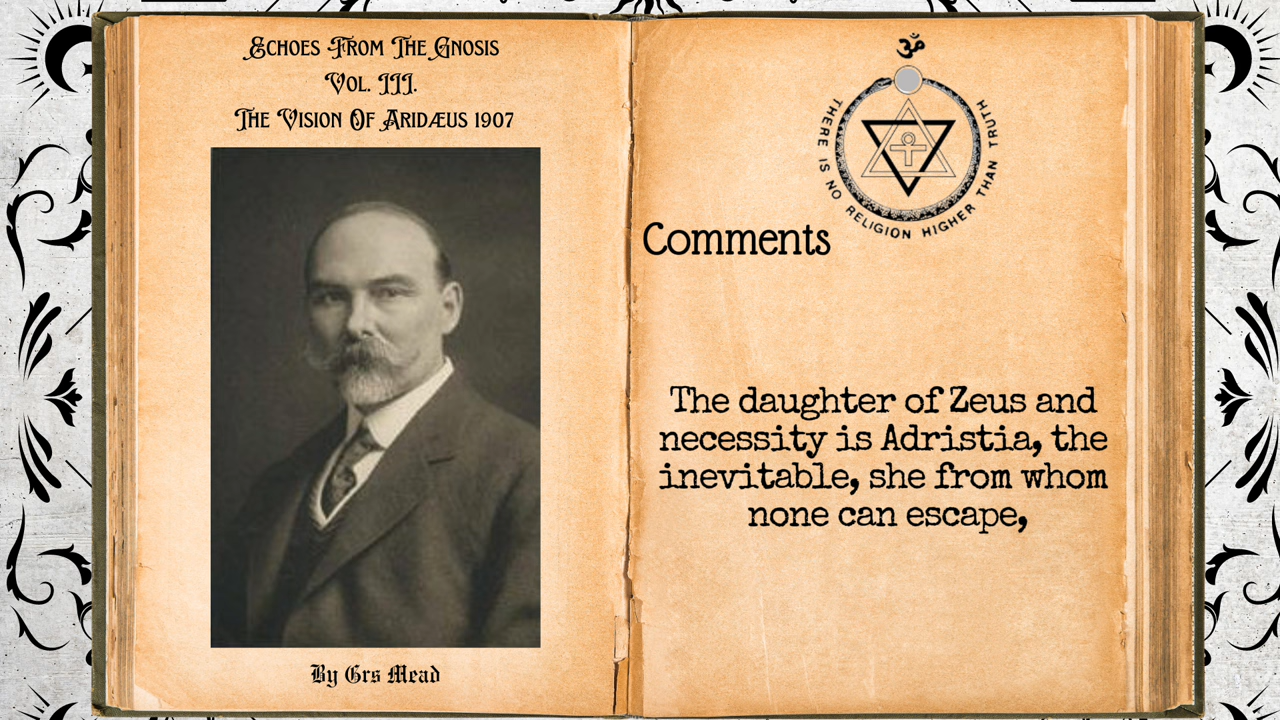 Echoes From The Gnosis
Vol. III.
The Vision Of Aridæus 1907
By Grs Mead
ॐ
THERE IS NO RELIGION HIGHER THAN TRUTH
Comments
The daughter of Zeus and
necessity is Adristia, the
inevitable, she from whom
none can escape,